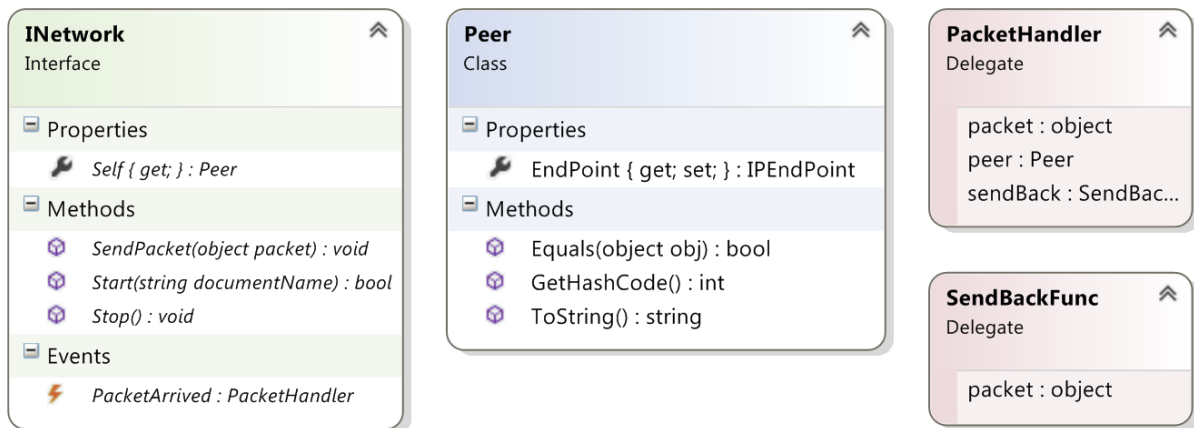 INetwork
Interface
Properties
Self { get; } : Peer
Methods
SendPacket(object packet) : void
Start(string documentName) : bool
Stop() : void
Events
PacketArrived : PacketHandler
Peer
Class
Properties
EndPoint { get; set; } : IPEndPoint
Methods
Equals(object obj) : bool
GetHashCode() : int
ToString() : string
PacketHandler
Delegate
packet : object
peer : Peer
sendBack : SendBac...
SendBackFunc
Delegate
packet : object